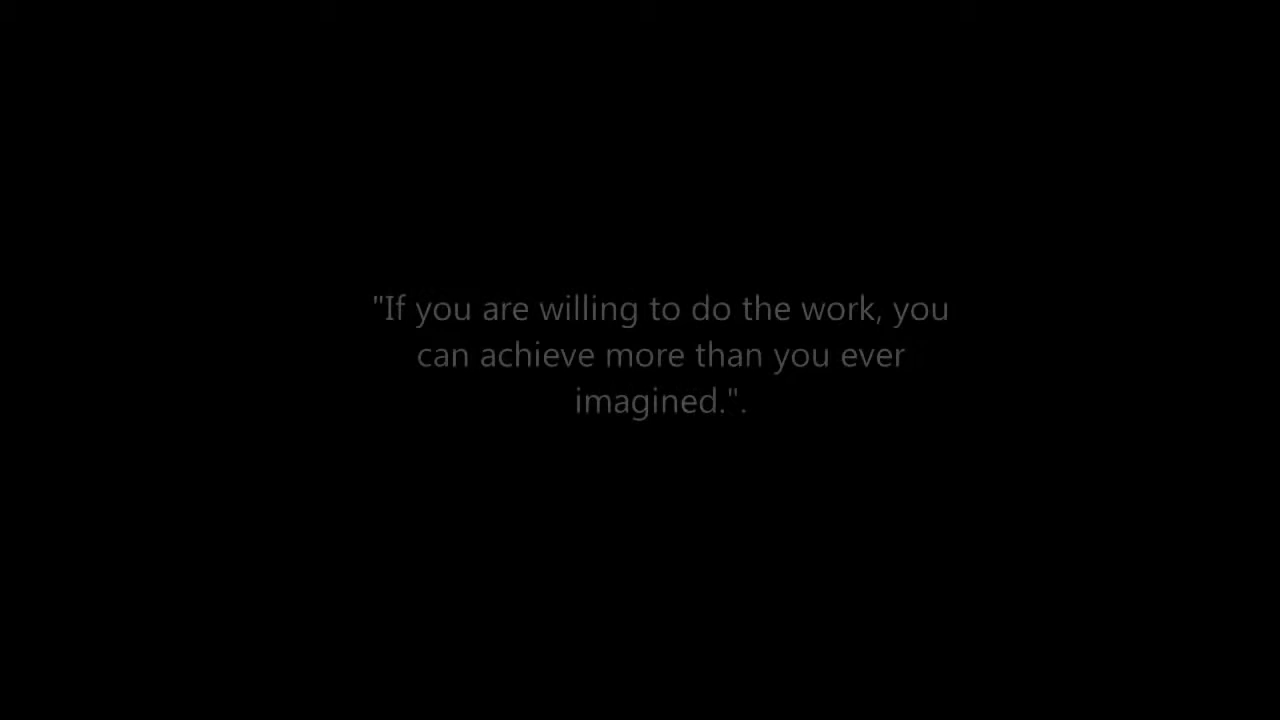 "If you are willing to do the work, you
can achieve more than you ever
imagined.".